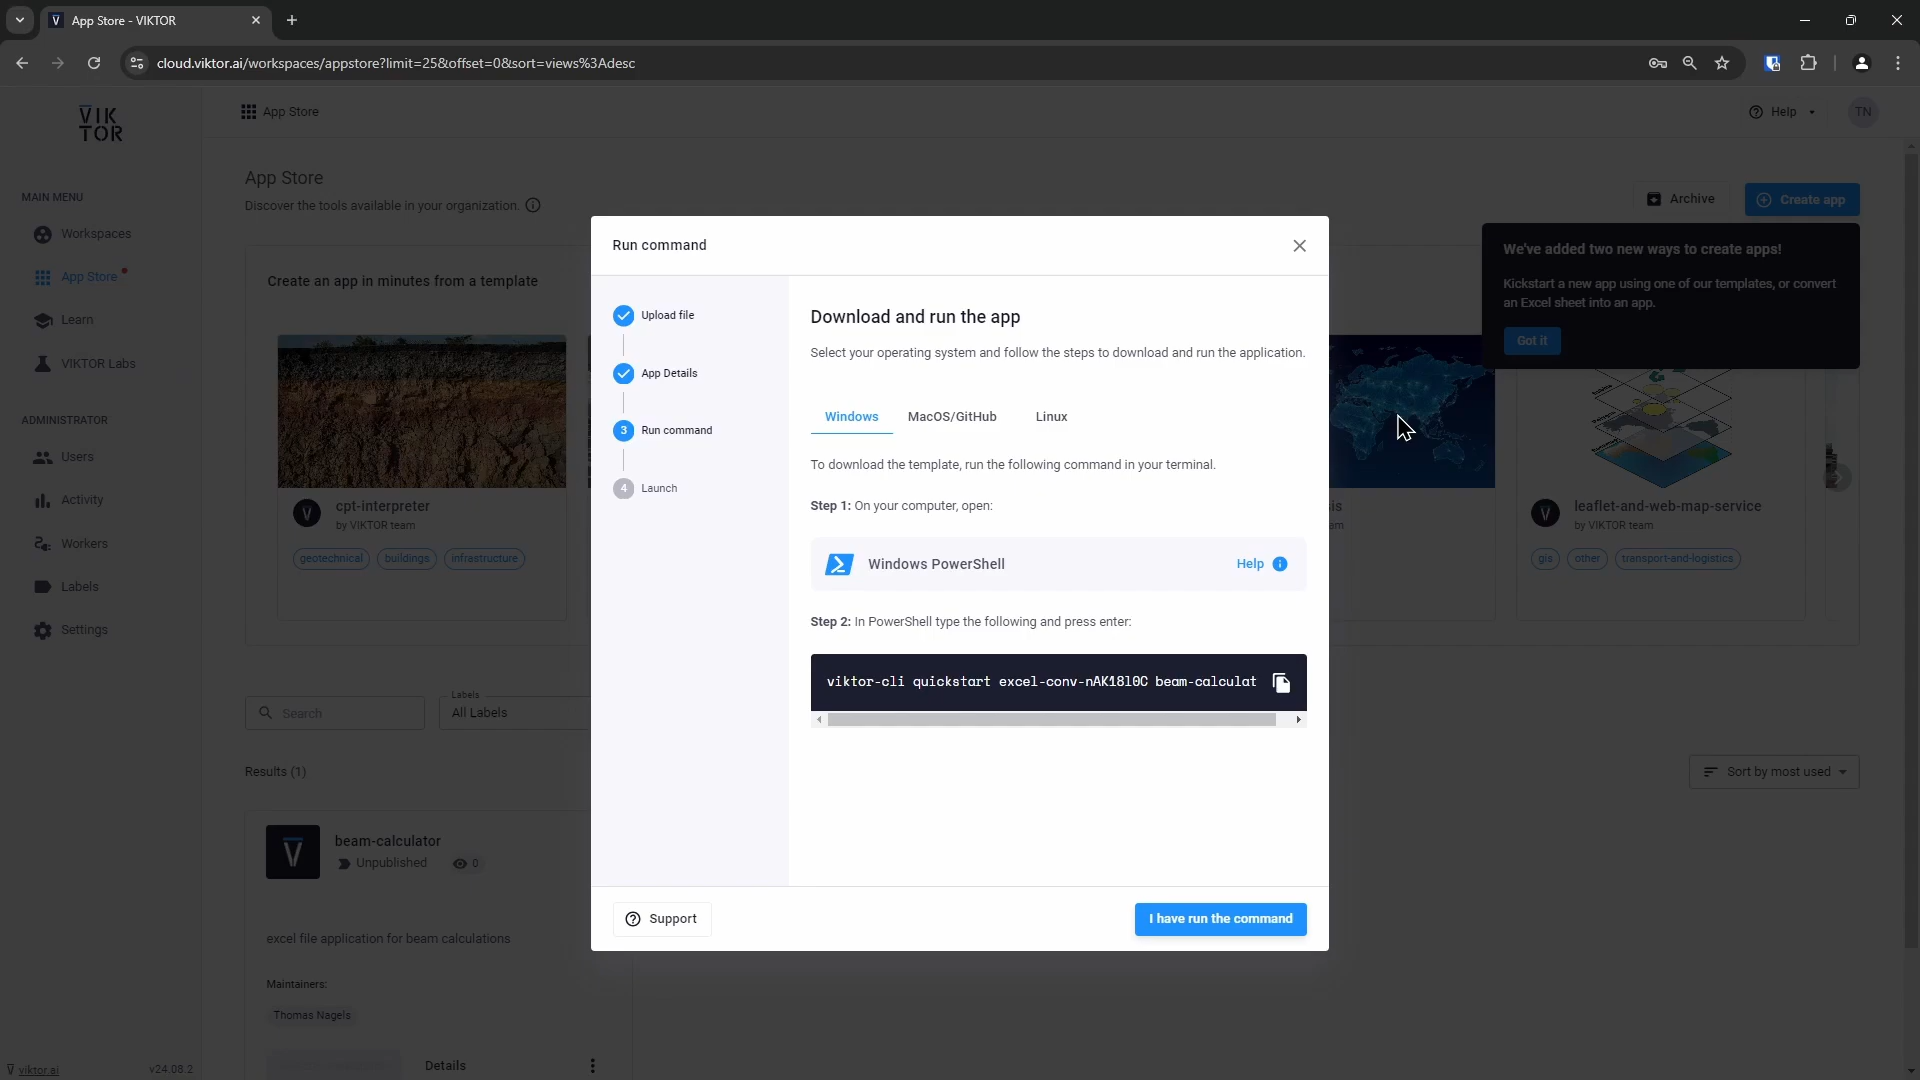 App Store - VIKTOR
cloud.viktor.ai/workspaces/appstore?limit=25&offset=0&sort=views%3Adesc
VIK
TOR
App Store
Help
TN
MAIN MENU
Workspaces
App Store
Learn
VIKTOR Labs
ADMINISTRATOR
Users
Activity
Workers
Labels
Settings
viktor.ai
v24.08.2
App Store
Discover the tools available in your organization.
Archive
Create app
We've added two new ways to create apps!
Kickstart a new app using one of our templates, or convert
an Excel sheet into an app.
Got it
Create an app in minutes from a template
cpt-interpreter
by VIKTOR team
geotechnical
buildings
infrastructure
sis
am
leaflet-and-web-map-service
by VIKTOR team
gis
other
transport-and-logistics
Search
Labels
All Labels
Results (1)
Sort by most used
beam-calculator
Unpublished
0
excel file application for beam calculations
Maintainers:
Thomas Nagels
Details
Run command
Upload file
App Details
3
Run command
4
Launch
Download and run the app
Select your operating system and follow the steps to download and run the application.
Windows
MacOS/GitHub
Linux
To download the template, run the following command in your terminal.
Step 1: On your computer, open:
Windows PowerShell
Help
Step 2: In PowerShell type the following and press enter:
viktor-cli quickstart excel-conv-nAK18l0C beam-calculat
Support
I have run the command